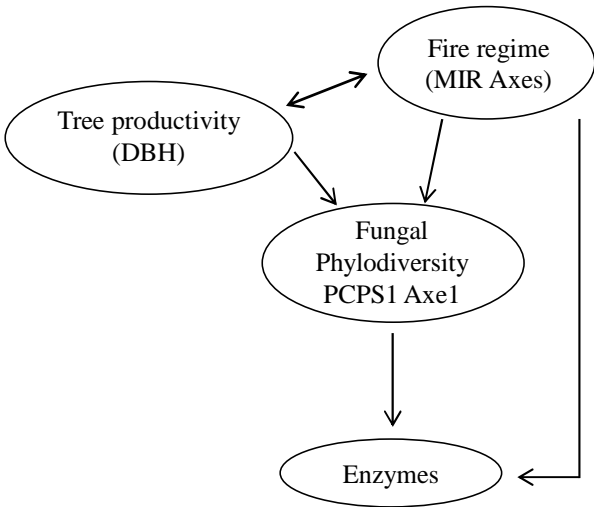 Fire regime
(MIR Axes)
Tree productivity
(DBH)
Fungal
Phylodiversity
PCPS1 Axe1
Enzymes